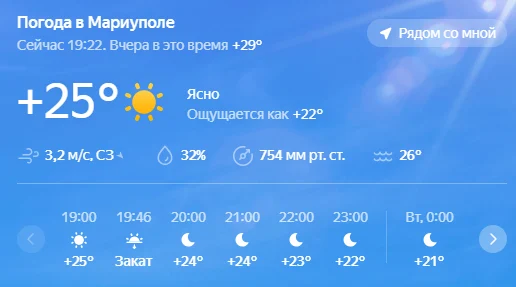 Погода в Мариуполе
Сейчас 19:22. Вчера в это время +29°
Рядом со мной
+25°
Ясно
Ощущается как +22°
3,2 м/с, СЗ
32%
754 мм рт. ст.
26°
19:00 19:46 20:00 21:00 22:00 23:00 Вт, 0:00
+25° Закат +24° +24° +23° +22° +21°